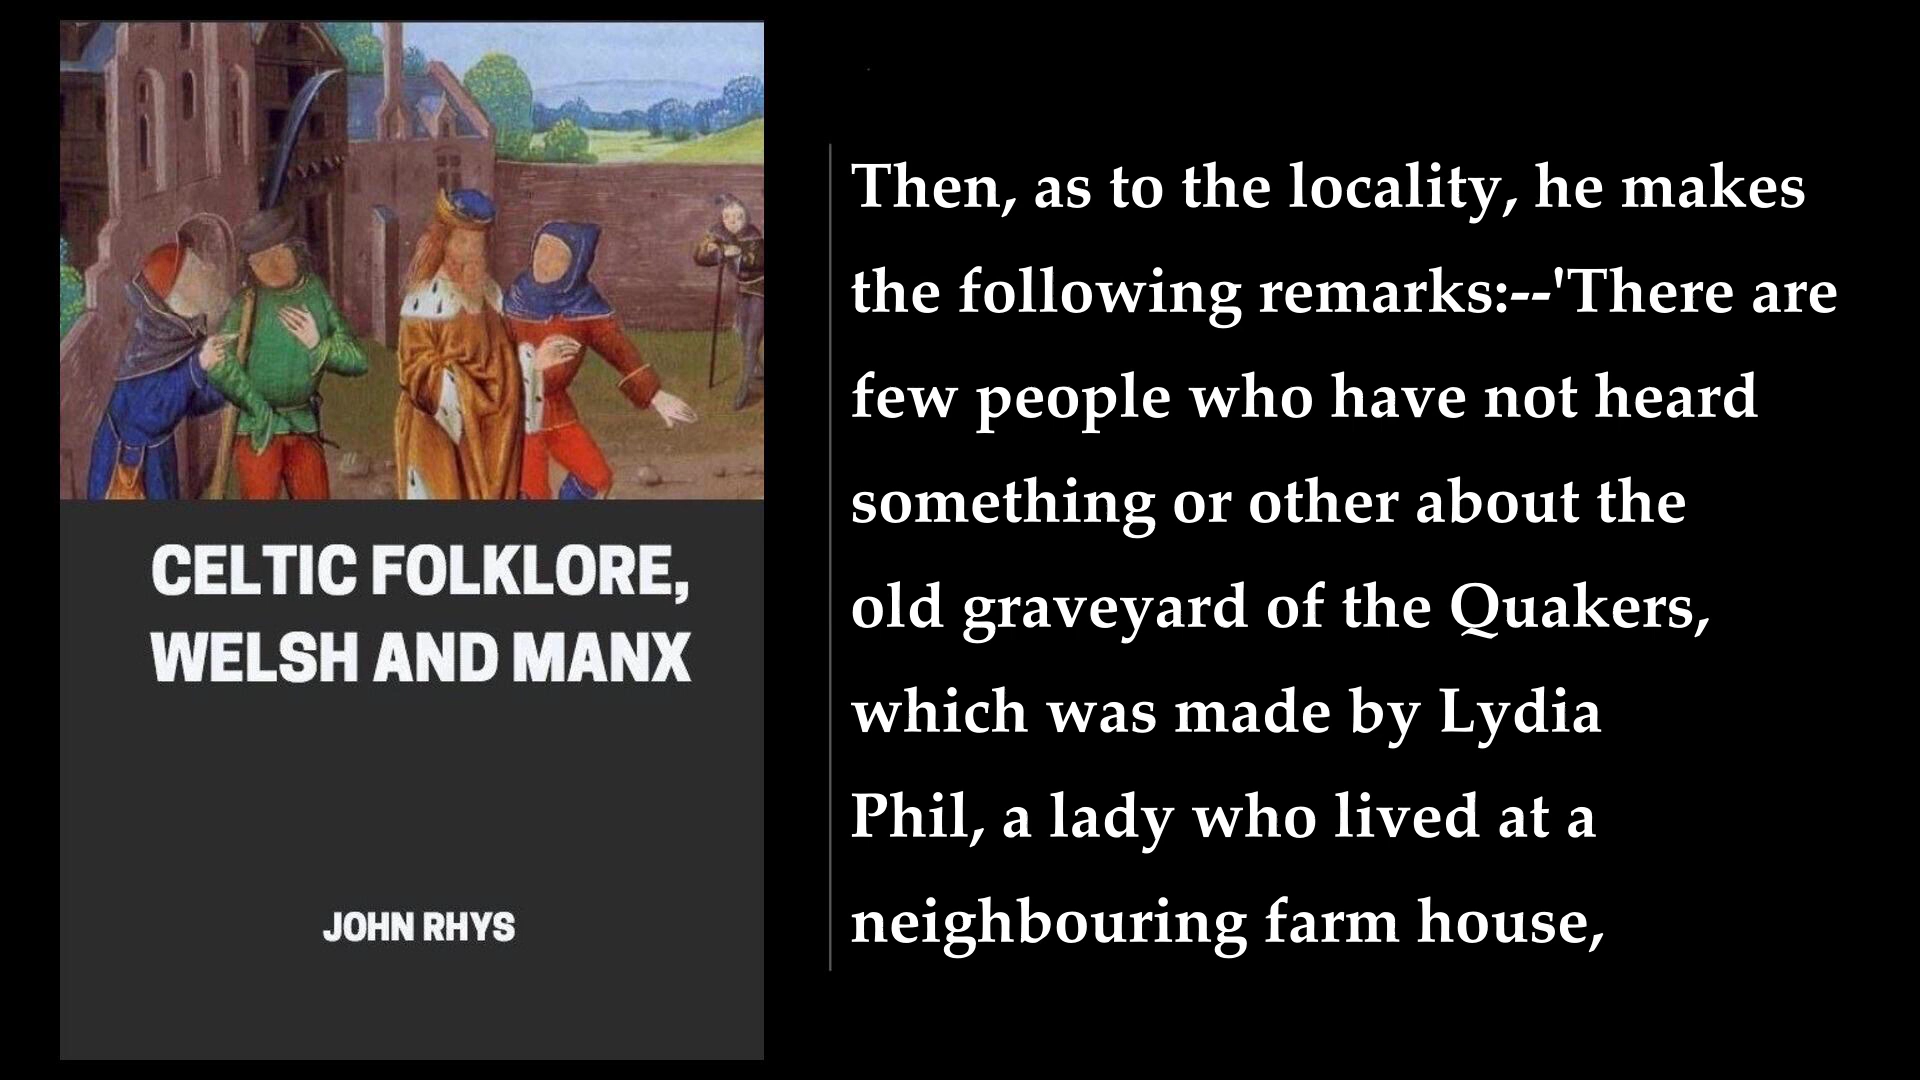 CELTIC FOLKLORE,
WELSH AND MANX
JOHN RHYS
Then, as to the locality, he makes
the following remarks:--'There are
few people who have not heard
something or other about the
old graveyard of the Quakers,
which was made by Lydia
Phil, a lady who lived at a
neighbouring farm house,